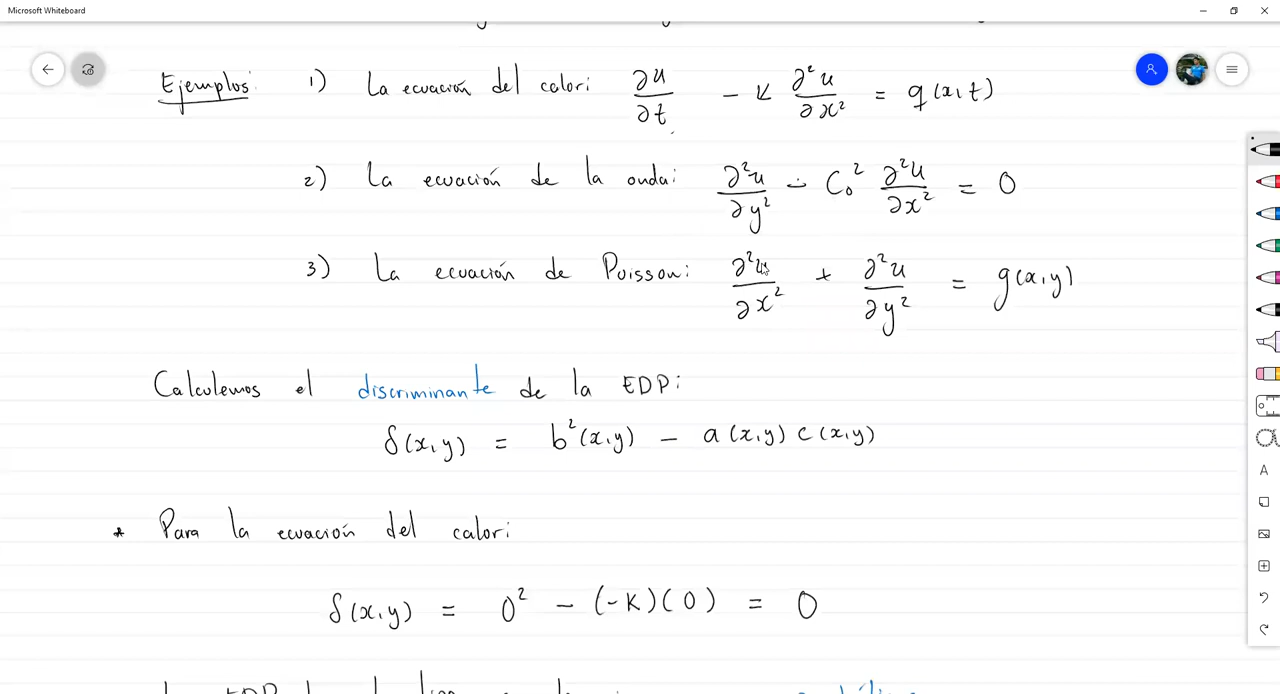 Microsoft Whiteboard
Ejemplos: 1) La ecuación del calor: ∂u/∂t - K ∂²u/∂x² = q(x,t)
2) La ecuación de la onda: ∂²u/∂y² - C₀² ∂²u/∂x² = 0
3) La ecuación de Poisson: ∂²u/∂x² + ∂²u/∂y² = g(x,y)
Calculemos el discriminante de la EDP:
δ(x,y) = b²(x,y) - a(x,y) c(x,y)
* Para la ecuación del calor:
δ(x,y) = 0² - (-K)(0) = 0
EDP